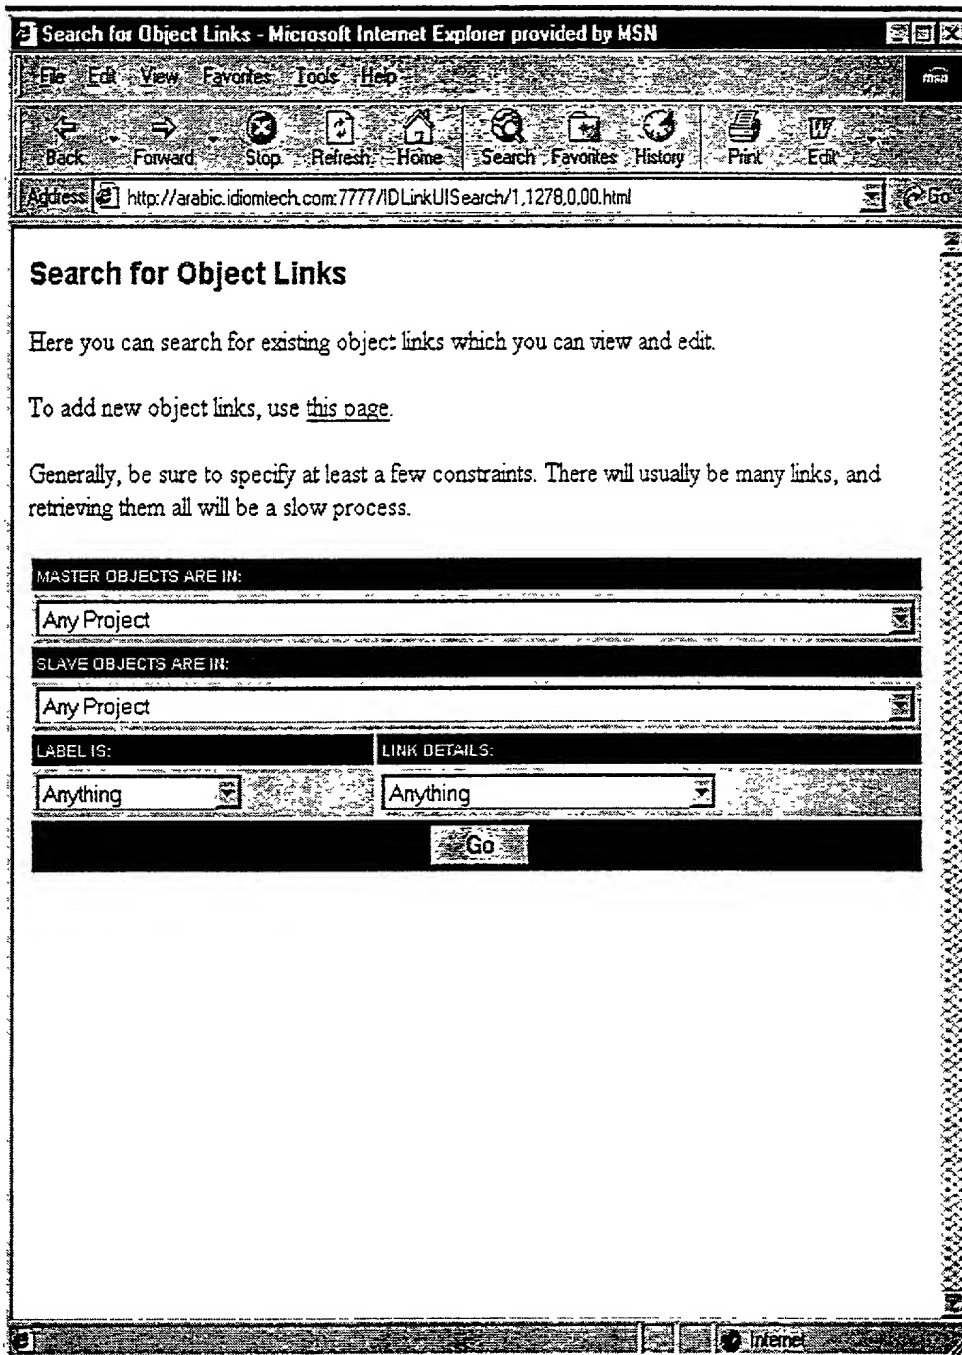 Search for Object Links - Microsoft Internet Explorer provided by MSN
File Edit View Favorites Tools Help
msn
Back Forward Stop Refresh Home Search Favorites History Print Edit
Address http://arabic.idiomtech.com:7777/IDLinkUISearch/1,1278,0,00.html Go
Search for Object Links
Here you can search for existing object links which you can view and edit.
To add new object links, use this page.
Generally, be sure to specify at least a few constraints. There will usually be many links, and
retrieving them all will be a slow process.
MASTER OBJECTS ARE IN:
Any Project
SLAVE OBJECTS ARE IN:
Any Project
LABEL IS: LINK DETAILS:
Anything Anything
Go
Internet